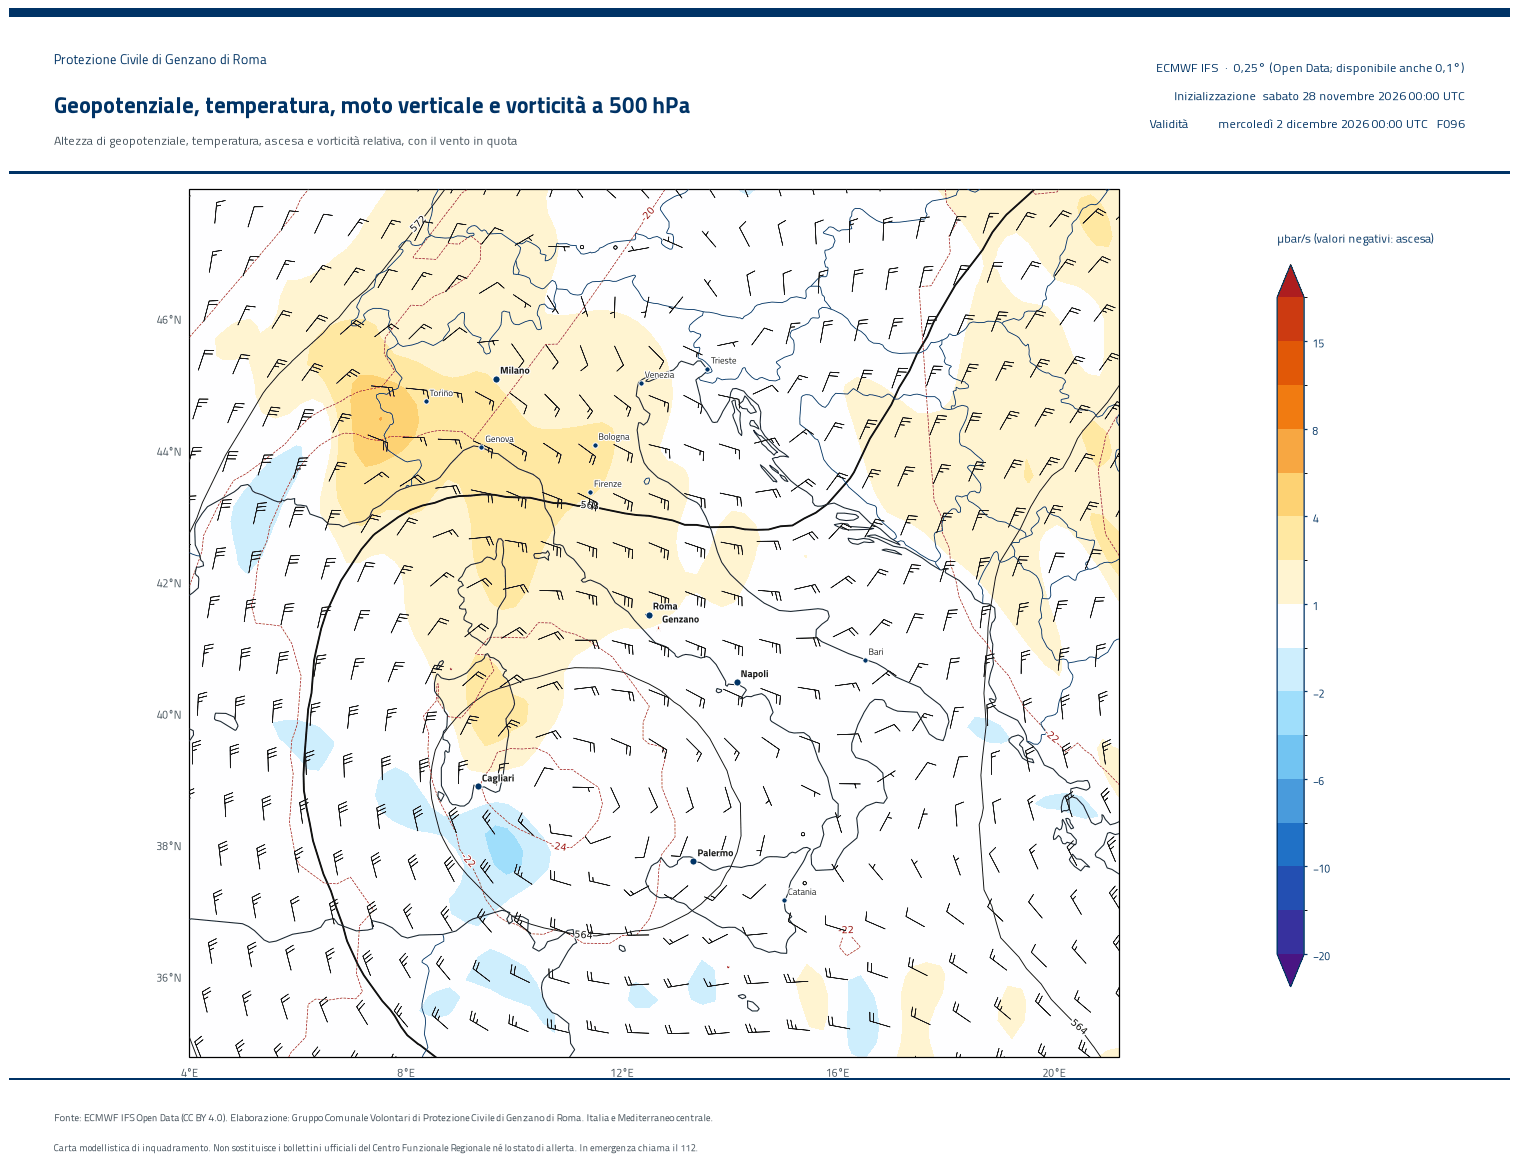 Protezione Civile di Genzano di Roma
Geopotenziale, temperatura, moto verticale e vorticità a 500 hPa
Altezza di geopotenziale, temperatura, ascesa e vorticità relativa, con il vento in quota
ECMWF IFS · 0,25° (Open Data; disponibile anche 0,1°)
Inizializzazione sabato 28 novembre 2026 00:00 UTC
Validità mercoledì 2 dicembre 2026 00:00 UTC F096
µbar/s (valori negativi: ascesa)
15
8
4
1
−2
−6
−10
−20
46°N
44°N
42°N
40°N
38°N
36°N
4°E
8°E
12°E
16°E
20°E
572
-20
Milano
Torino
Venezia
Trieste
Genova
Bologna
Firenze
568
Roma
Genzano
Bari
Napoli
-22
Cagliari
-24
-22
Palermo
Catania
564
-22
564
Fonte: ECMWF IFS Open Data (CC BY 4.0). Elaborazione: Gruppo Comunale Volontari di Protezione Civile di Genzano di Roma. Italia e Mediterraneo centrale.
Carta modellistica di inquadramento. Non sostituisce i bollettini ufficiali del Centro Funzionale Regionale né lo stato di allerta. In emergenza chiama il 112.